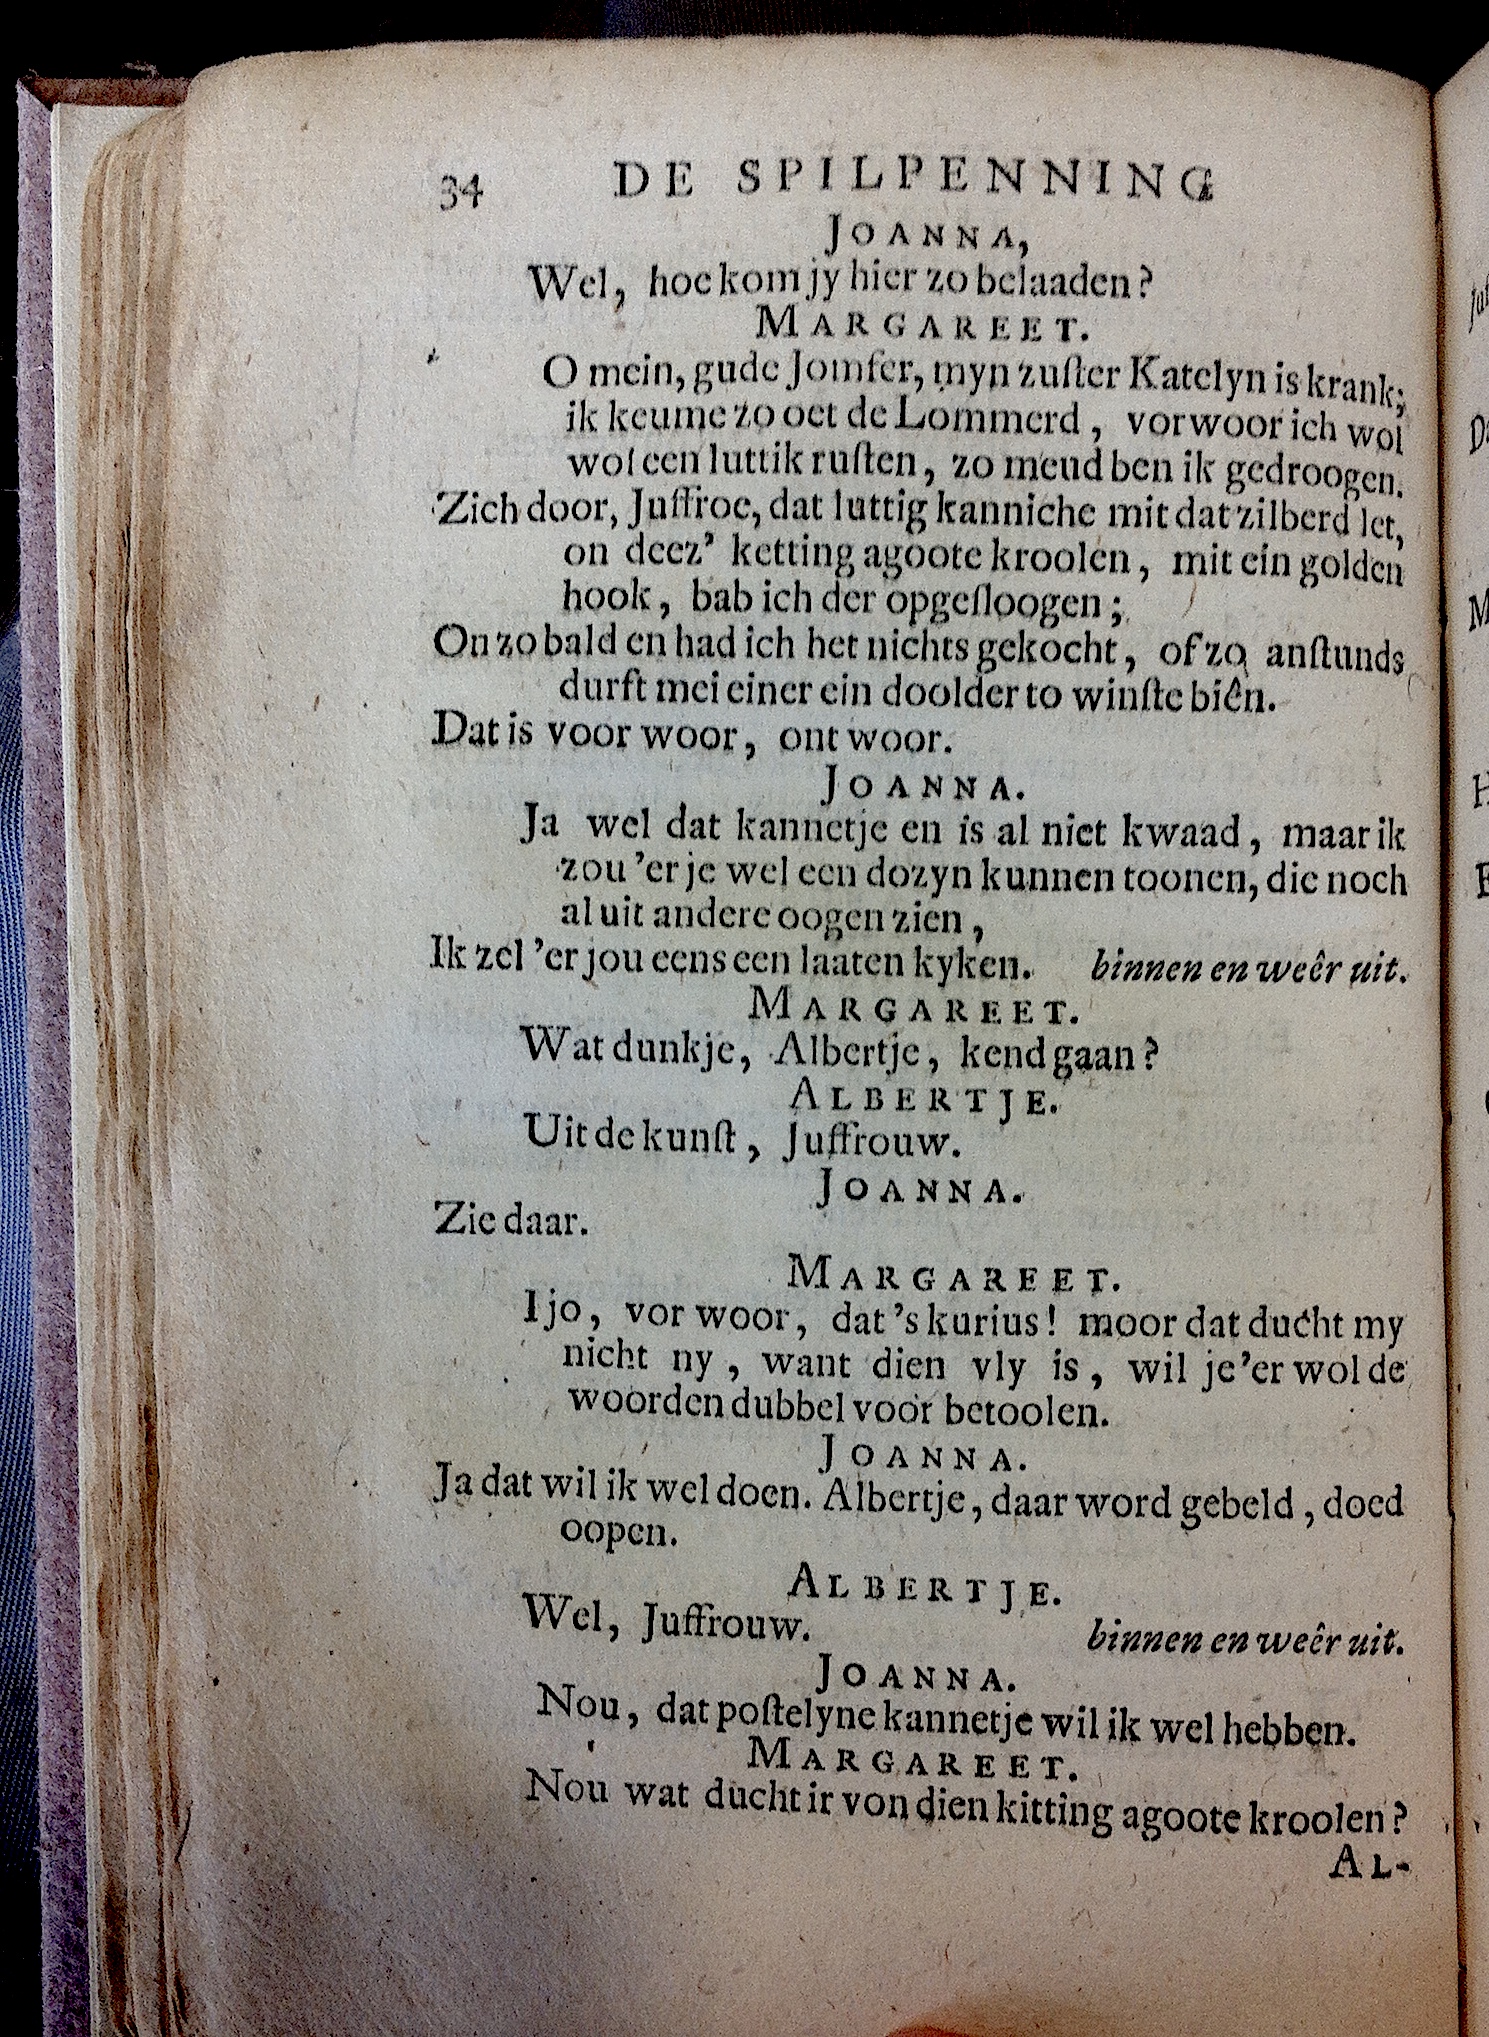 34 DE SPILPENNING
JOANNA,
Wel, hoe kom jy hier zo belaaden?
MARGAREET.
O mein, gude Jomfer, myn zuſter Katelyn is krank;
ik keume zo oet de Lommerd, vorwoor ich wol
wol een luttik ruſten, zo meud ben ik gedroogen.
Zich door, Juffroe, dat luttig kanniche mit dat zilberd let,
on deez' ketting agoote kroolen, mit ein golden
hook, bab ich der opgeſloogen;
On zo bald en had ich het nichts gekocht, of zo anſtunds
durft mei einer ein doolder to winſte biên.
Dat is voor woor, ont woor.
JOANNA.
Ja wel dat kannetje en is al niet kwaad, maar ik
zou 'er je wel een dozyn kunnen toonen, die noch
al uit andere oogen zien,
Ik zel 'er jou eens een laaten kyken. binnen en weêr uit.
MARGAREET.
Wat dunkje, Albertje, kend gaan?
ALBERTJE.
Uit de kunſt, Juffrouw.
JOANNA.
Zie daar.
MARGAREET.
I jo, vor woor, dat 's kurius! moor dat ducht my
nicht ny, want dien vly is, wil je 'er wol de
woorden dubbel voor betoolen.
JOANNA.
Ja dat wil ik wel doen. Albertje, daar word gebeld, doed
oopen.
ALBERTJE.
Wel, Juffrouw. binnen en weêr uit.
JOANNA.
Nou, dat poſtelyne kannetje wil ik wel hebben.
MARGAREET.
Nou wat ducht ir von dien kitting agoote kroolen?
AL-